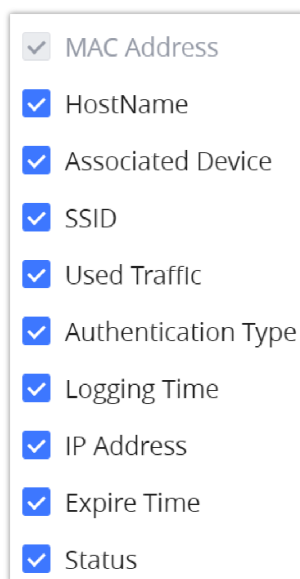 MAC Address
HostName
Associated Device
SSID
Used Traffic
Authentication Type
Logging Time
IP Address
Expire Time
Status